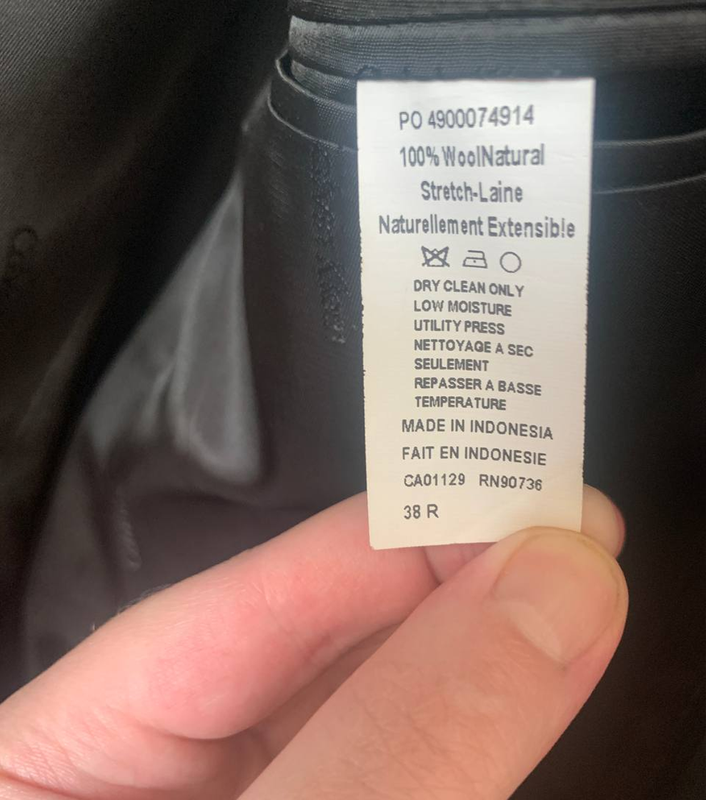 PO 4900074914
100% WoolNatural
Stretch-Laine
Naturellement Extensible
DRY CLEAN ONLY
LOW MOISTURE
UTILITY PRESS
NETTOYAGE A SEC
SEULEMENT
REPASSER A BASSE
TEMPERATURE
MADE IN INDONESIA
FAIT EN INDONESIE
CA01129 RN90736
38 R